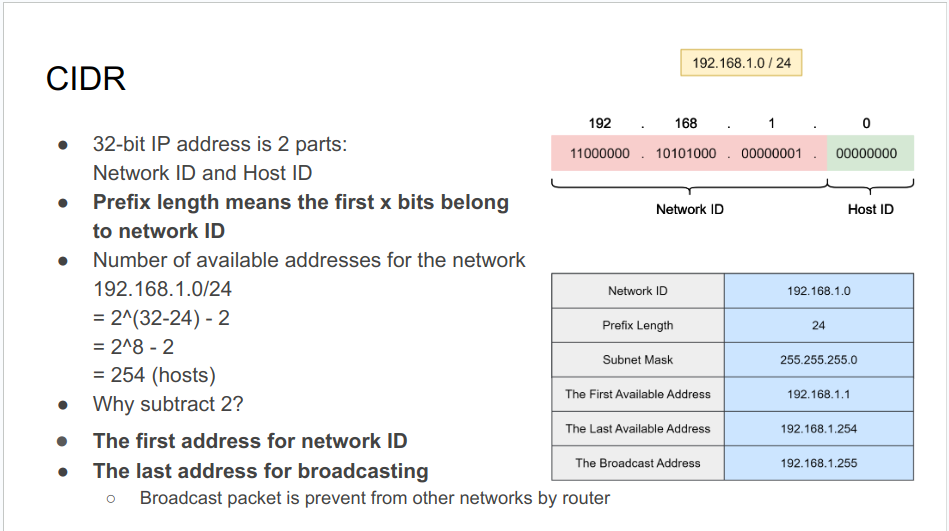 CIDR
● 32-bit IP address is 2 parts:
Network ID and Host ID
● Prefix length means the first x bits belong
to network ID
● Number of available addresses for the network
192.168.1.0/24
= 2^(32-24) - 2
= 2^8 - 2
= 254 (hosts)
● Why subtract 2?
● The first address for network ID
● The last address for broadcasting
○ Broadcast packet is prevent from other networks by router
192.168.1.0 / 24
192 . 168 . 1 . 0
11000000 . 10101000 . 00000001 . 00000000
Network ID Host ID
Network ID 192.168.1.0
Prefix Length 24
Subnet Mask 255.255.255.0
The First Available Address 192.168.1.1
The Last Available Address 192.168.1.254
The Broadcast Address 192.168.1.255